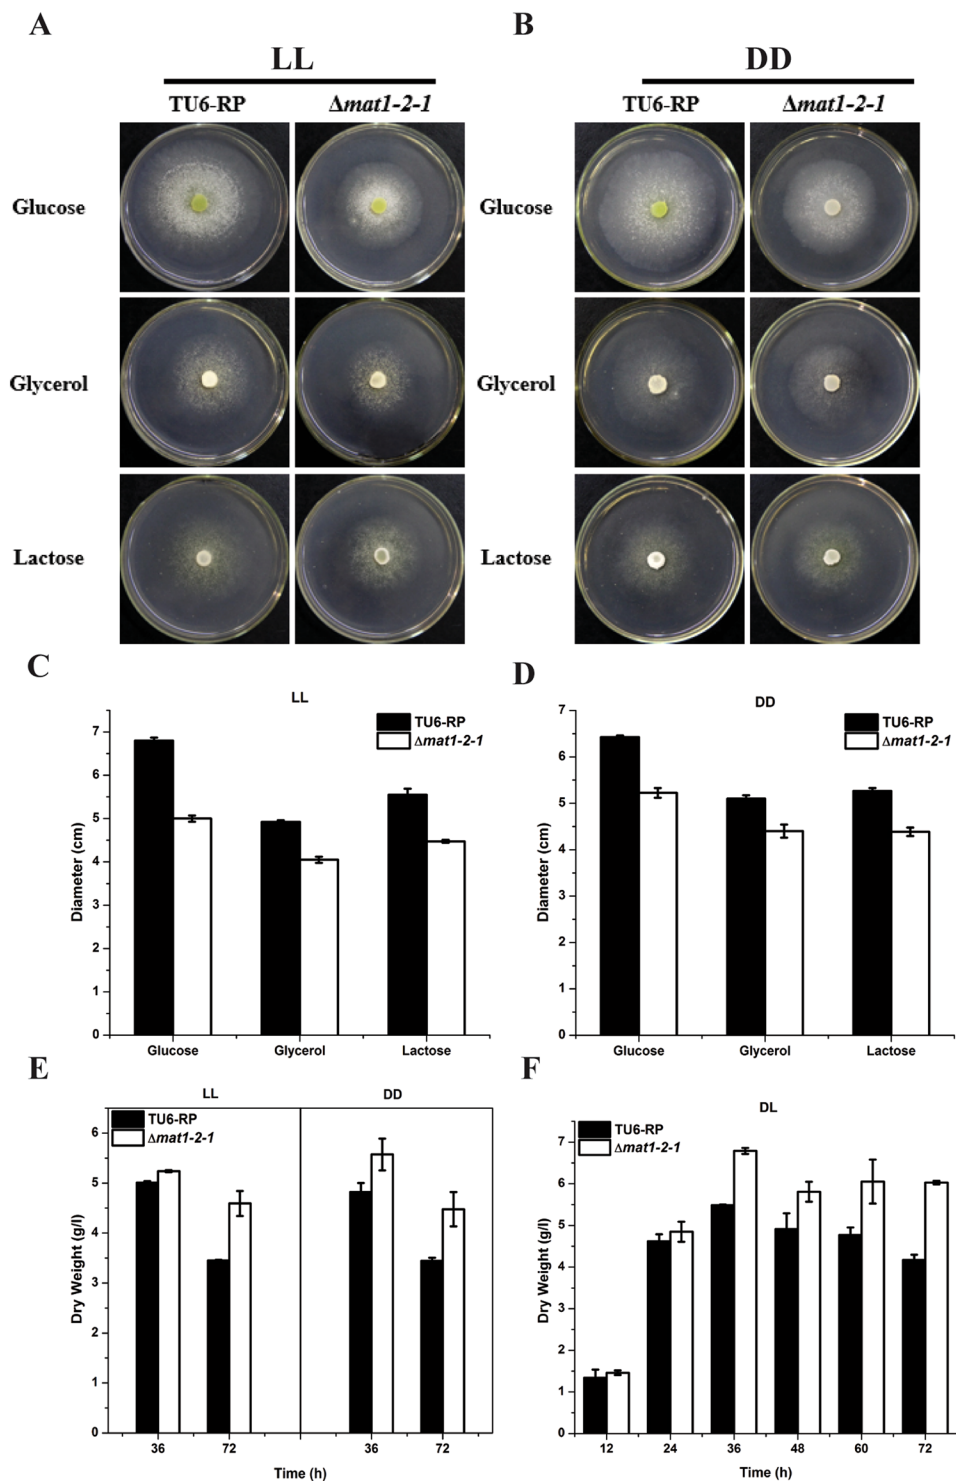 A
B
LL
DD
TU6-RP
Δmat1-2-1
TU6-RP
Δmat1-2-1
Glucose
Glucose
Glycerol
Glycerol
Lactose
Lactose
C
D
LL
DD
TU6-RP
Δmat1-2-1
TU6-RP
Δmat1-2-1
7
6
5
4
3
2
1
0
Diameter (cm)
Glucose
Glycerol
Lactose
7
6
5
4
3
2
1
0
Diameter (cm)
Glucose
Glycerol
Lactose
E
F
LL
DD
DL
TU6-RP
Δmat1-2-1
TU6-RP
Δmat1-2-1
6
5
4
3
2
1
0
Dry Weight (g/l)
36
72
36
72
Time (h)
7
6
5
4
3
2
1
0
Dry Weight (g/l)
12
24
36
48
60
72
Time (h)